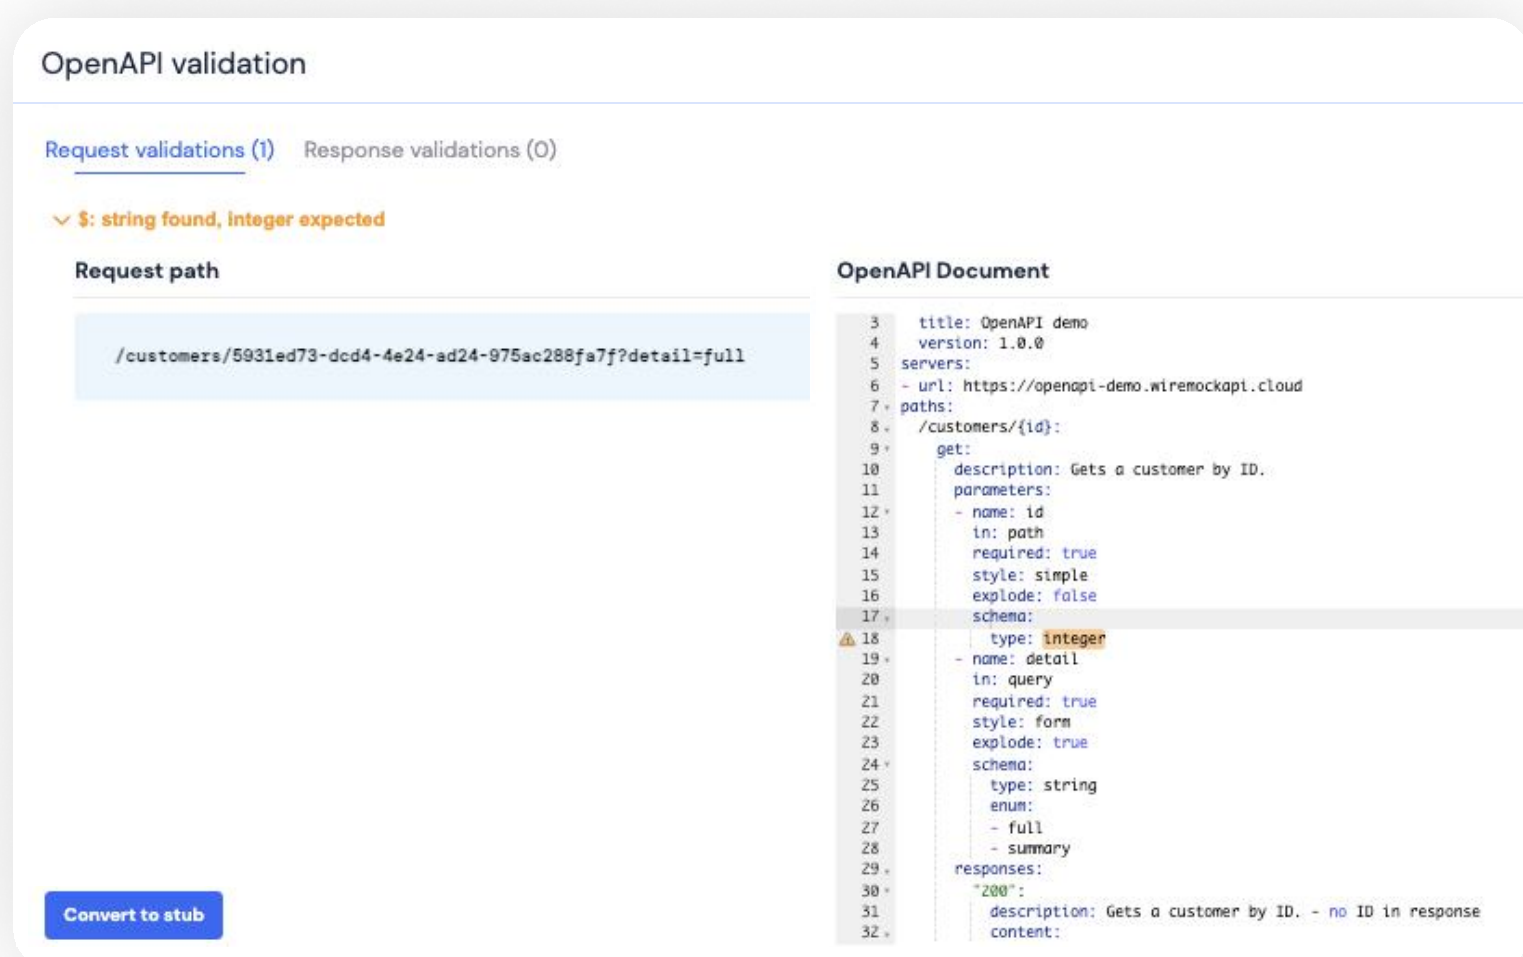 OpenAPI validation
Request validations (1) Response validations (0)
$: string found, integer expected
Request path
/customers/5931ed73-dcd4-4e24-ad24-975ac288fa7f?detail=full
Convert to stub
OpenAPI Document
3 title: OpenAPI demo
4 version: 1.0.0
5 servers:
6 - url: https://openapi-demo.wiremockapi.cloud
7 paths:
8 /customers/{id}:
9 get:
10 description: Gets a customer by ID.
11 parameters:
12 - name: id
13 in: path
14 required: true
15 style: simple
16 explode: false
17 schema:
18 type: integer
19 - name: detail
20 in: query
21 required: true
22 style: form
23 explode: true
24 schema:
25 type: string
26 enum:
27 - full
28 - summary
29 responses:
30 "200":
31 description: Gets a customer by ID. - no ID in response
32 content: